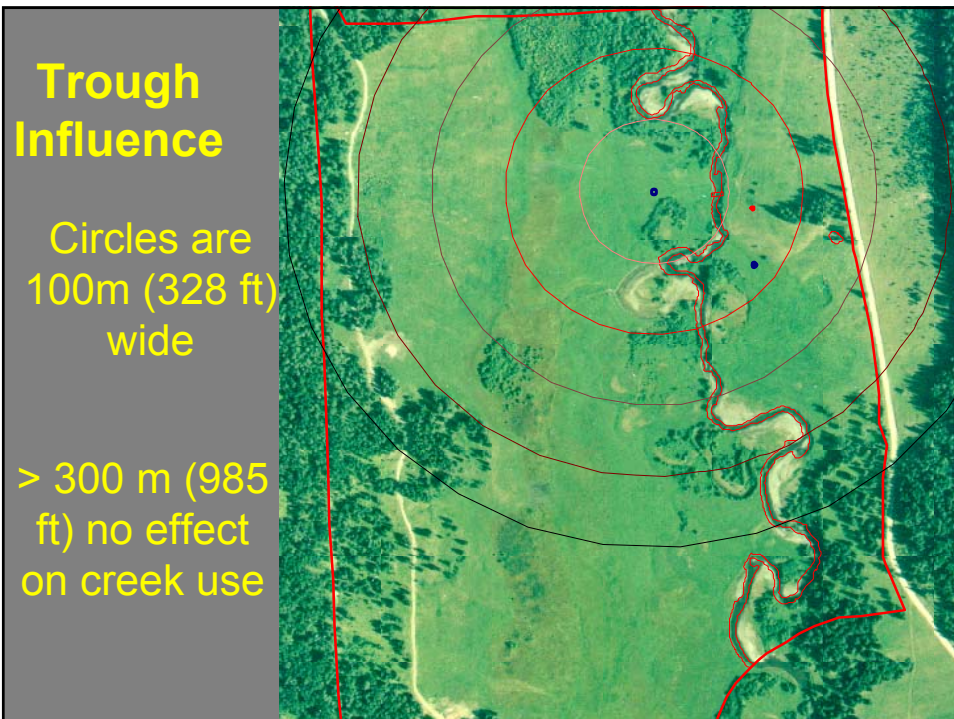 Trough
Influence
Circles are
100m (328 ft)
wide
> 300 m (985
ft) no effect
on creek use